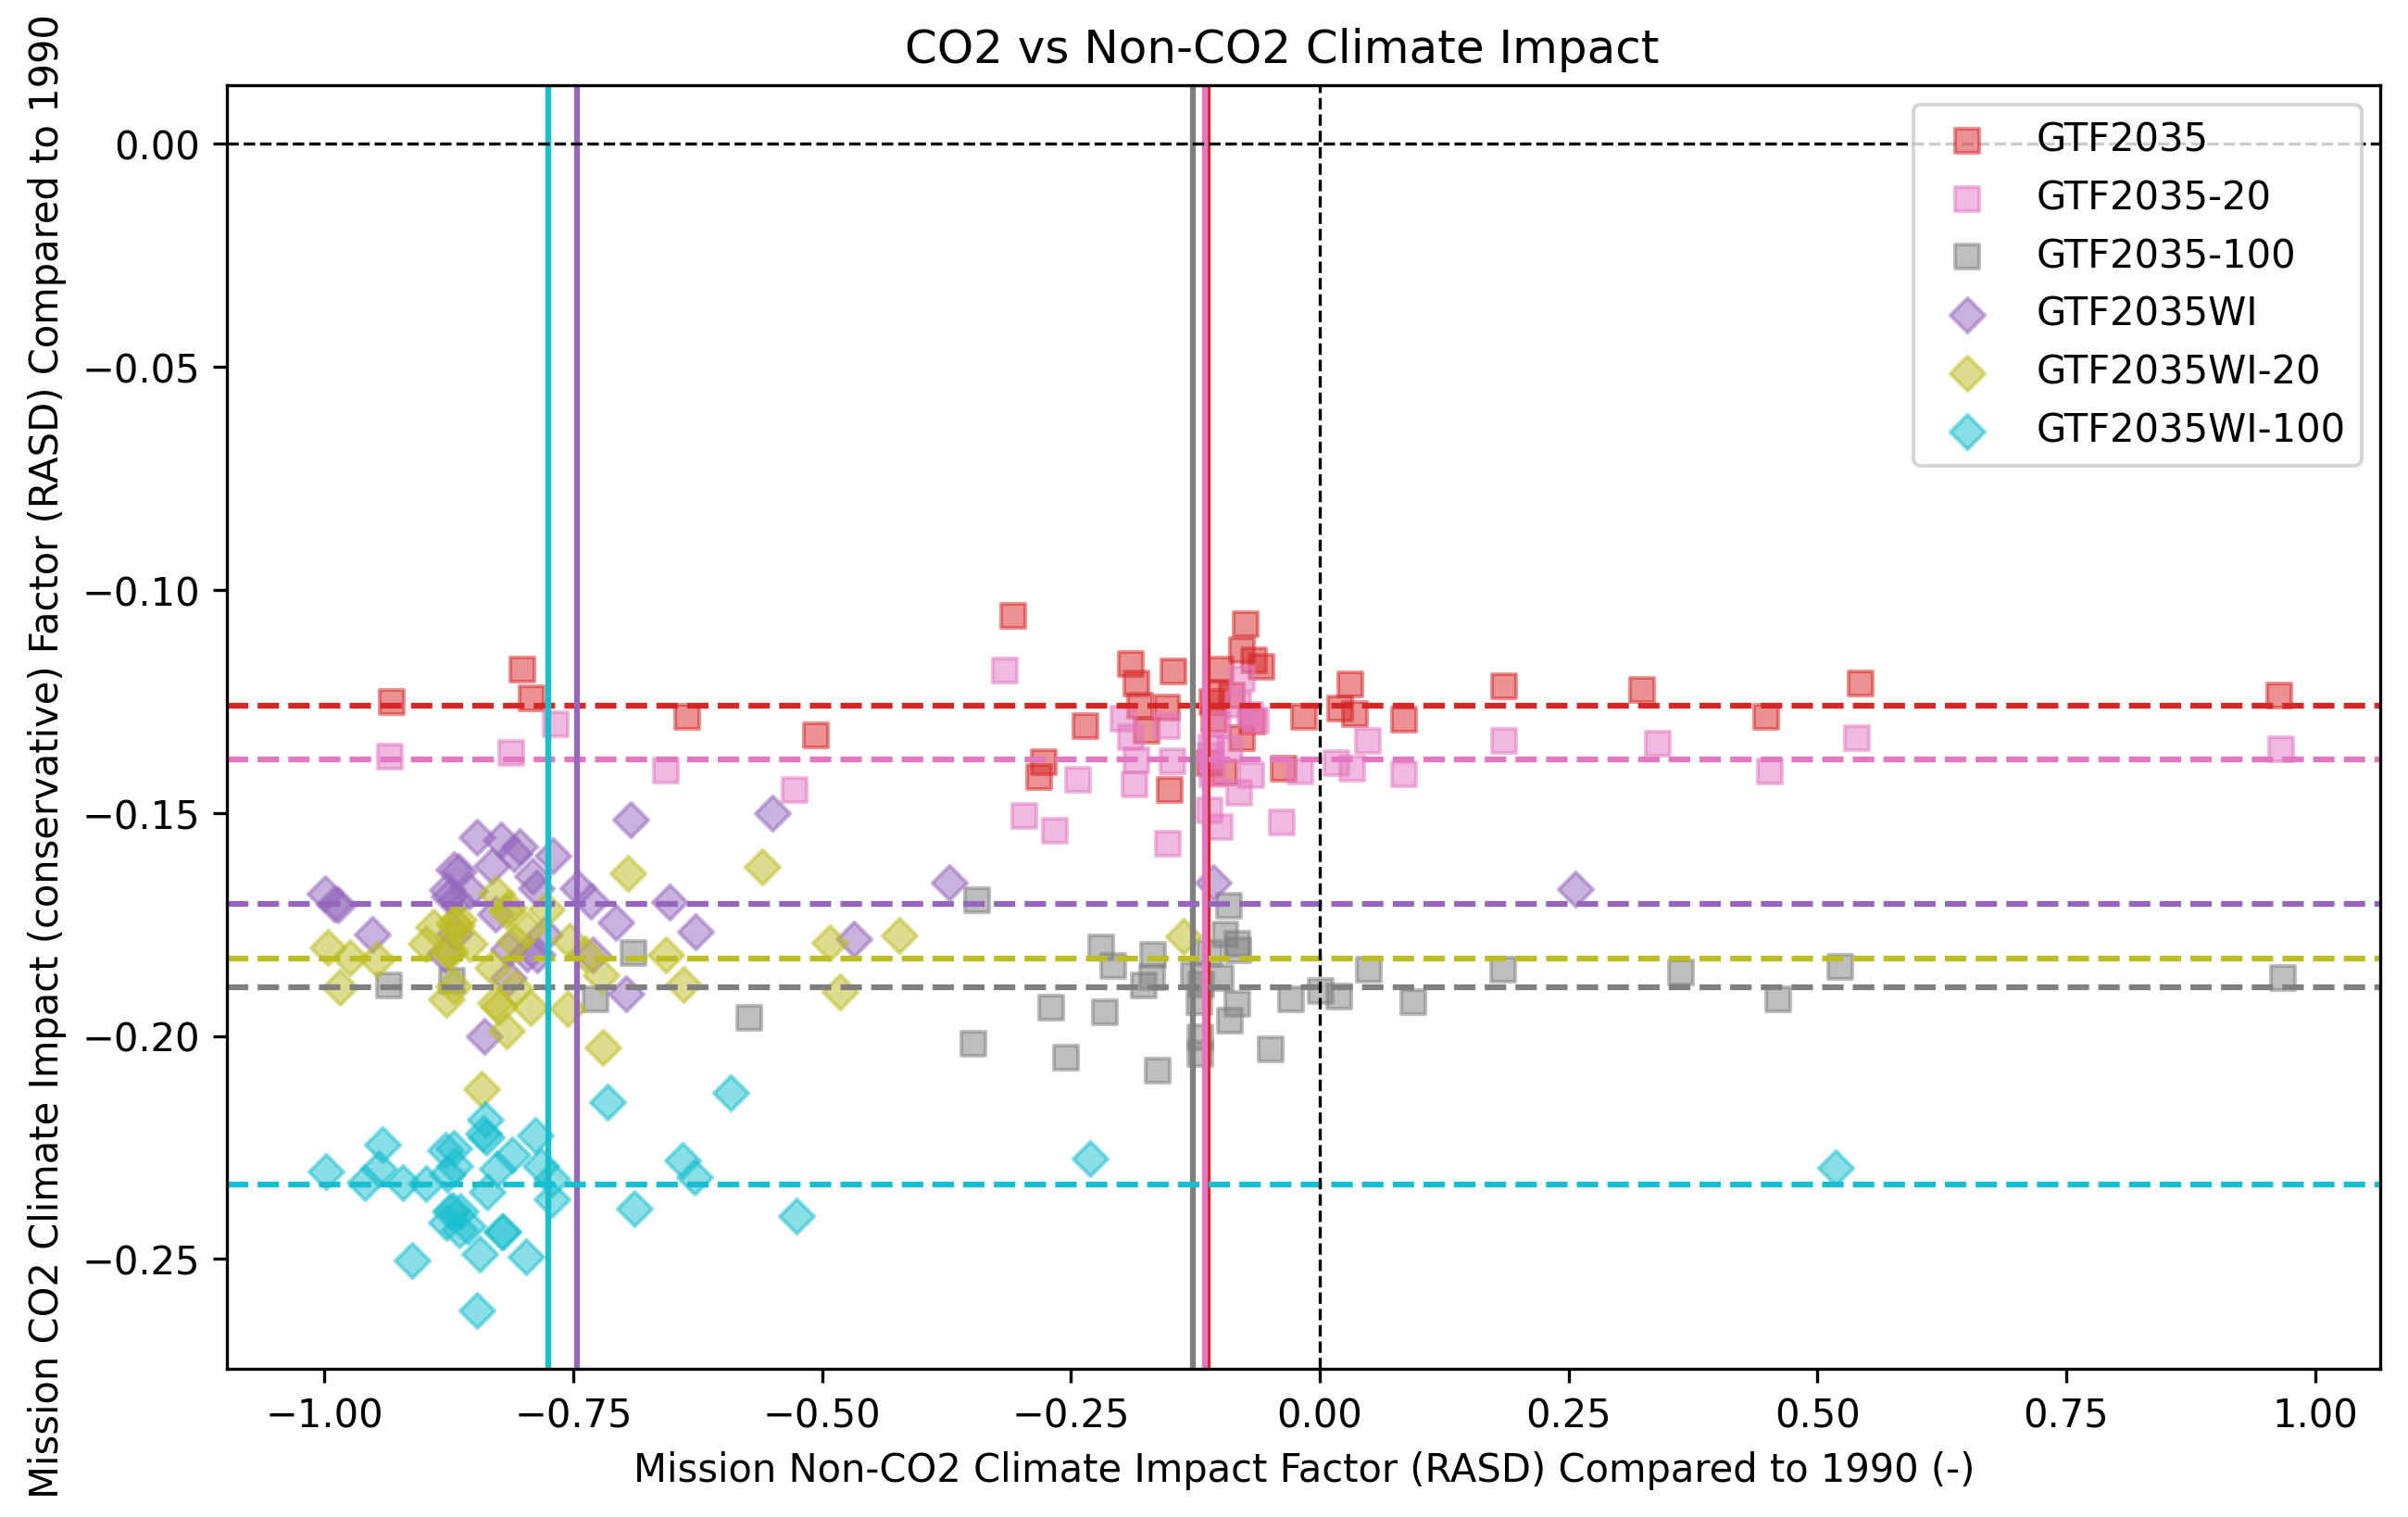 CO2 vs Non-CO2 Climate Impact
Mission CO2 Climate Impact (conservative) Factor (RASD) Compared to 1990
0.00
−0.05
−0.10
−0.15
−0.20
−0.25
GTF2035
GTF2035-20
GTF2035-100
GTF2035WI
GTF2035WI-20
GTF2035WI-100
−1.00 −0.75 −0.50 −0.25 0.00 0.25 0.50 0.75 1.00
Mission Non-CO2 Climate Impact Factor (RASD) Compared to 1990 (-)